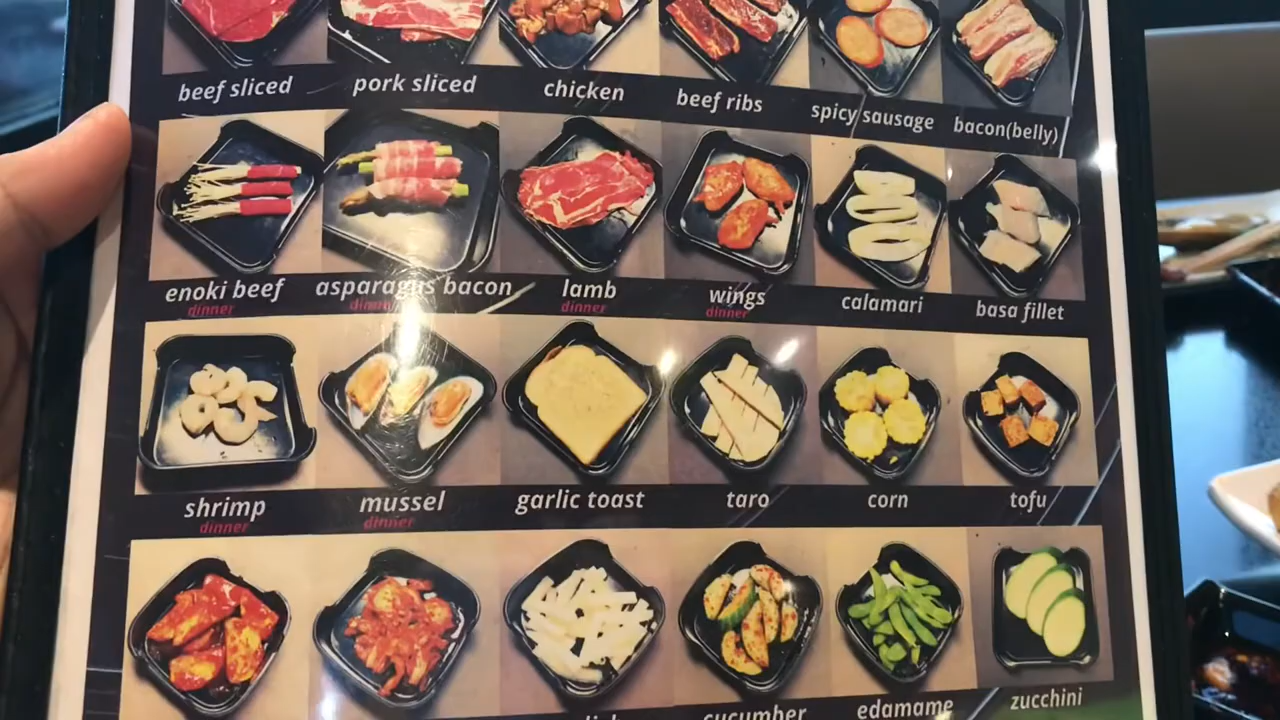 beef sliced pork sliced chicken beef ribs spicy sausage bacon(belly)
enoki beef asparagus bacon lamb wings calamari basa fillet
dinner dinner dinner dinner
shrimp mussel garlic toast taro corn tofu
dinner dinner
cucumber edamame zucchini